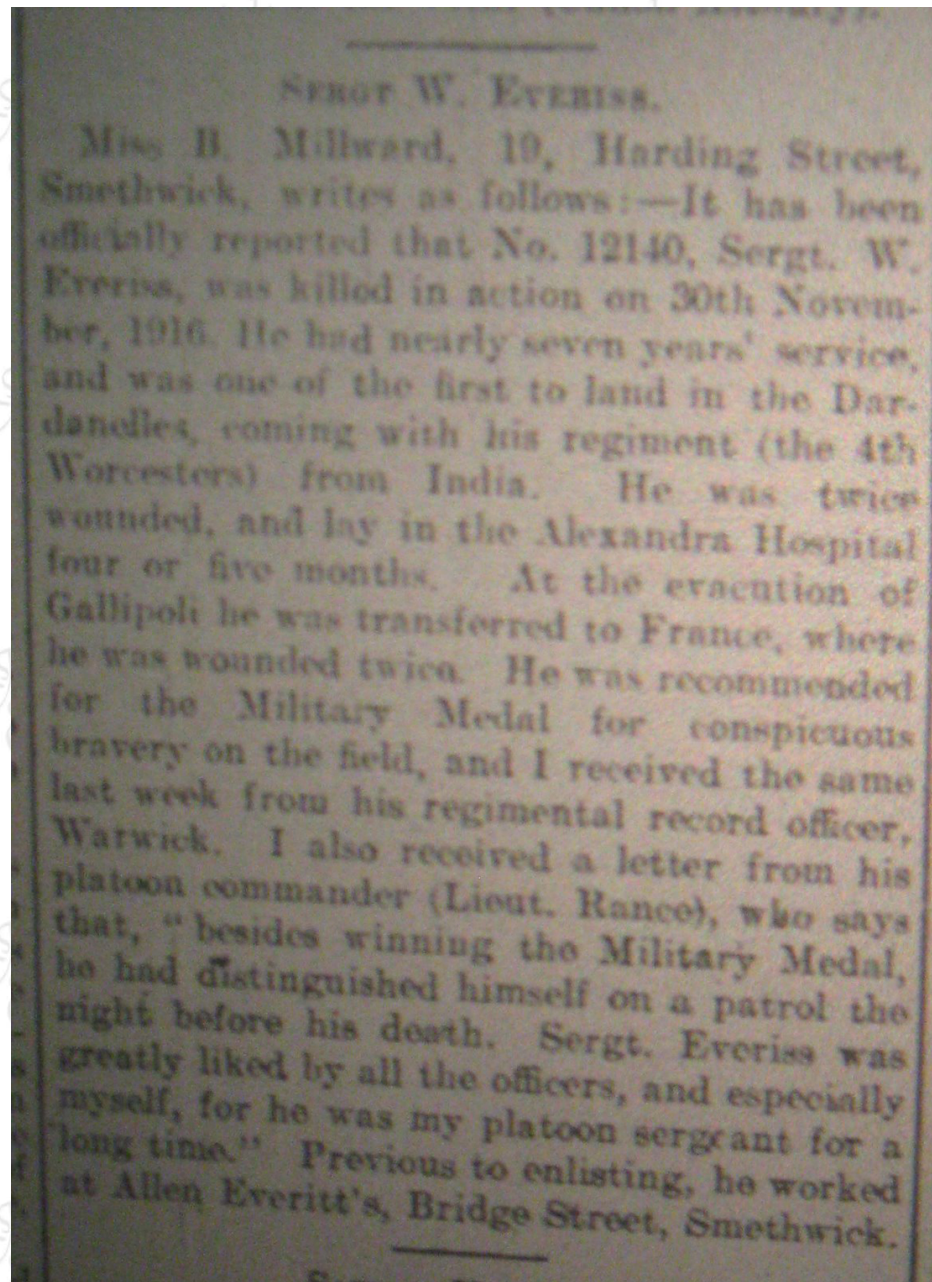 SERGT W. EVERISS.
Miss B. Millward, 19, Harding Street,
Smethwick, writes as follows:—It has been
officially reported that No. 12140, Sergt. W.
Everiss, was killed in action on 30th Novem-
ber, 1916. He had nearly seven years' service,
and was one of the first to land in the Dar-
danelles, coming with his regiment (the 4th
Worcesters) from India. He was twice
wounded, and lay in the Alexandra Hospital
four or five months. At the evacution of
Gallipoli he was transferred to France, where
he was wounded twice. He was recommended
for the Military Medal for conspicuous
bravery on the field, and I received the same
last week from his regimental record officer,
Warwick. I also received a letter from his
platoon commander (Lieut. Rance), who says
that, "besides winning the Military Medal,
he had distinguished himself on a patrol the
night before his death. Sergt. Everiss was
greatly liked by all the officers, and especially
myself, for he was my platoon sergeant for a
long time." Previous to enlisting, he worked
at Allen Everitt's, Bridge Street, Smethwick.